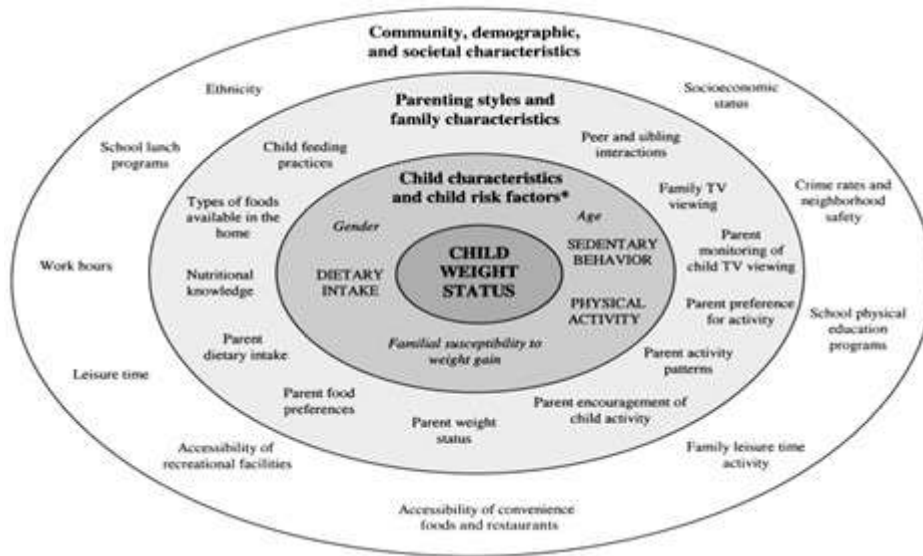 Community, demographic,
and societal characteristics
Ethnicity
Socioeconomic
status
Parenting styles and
family characteristics
School lunch
programs
Child feeding
practices
Peer and sibling
interactions
Child characteristics
and child risk factors*
Types of foods
available in the
home
Gender
Age
Family TV
viewing
Crime rates and
neighborhood
safety
Work hours
Nutritional
knowledge
DIETARY
INTAKE
CHILD
WEIGHT
STATUS
SEDENTARY
BEHAVIOR
PHYSICAL
ACTIVITY
Parent
monitoring of
child TV viewing
Parent preference
for activity
School physical
education
programs
Familial susceptibility to
weight gain
Parent
dietary intake
Parent activity
patterns
Leisure time
Parent food
preferences
Parent weight
status
Parent encouragement of
child activity
Accessibility of
recreational facilities
Family leisure time
activity
Accessibility of convenience
foods and restaurants